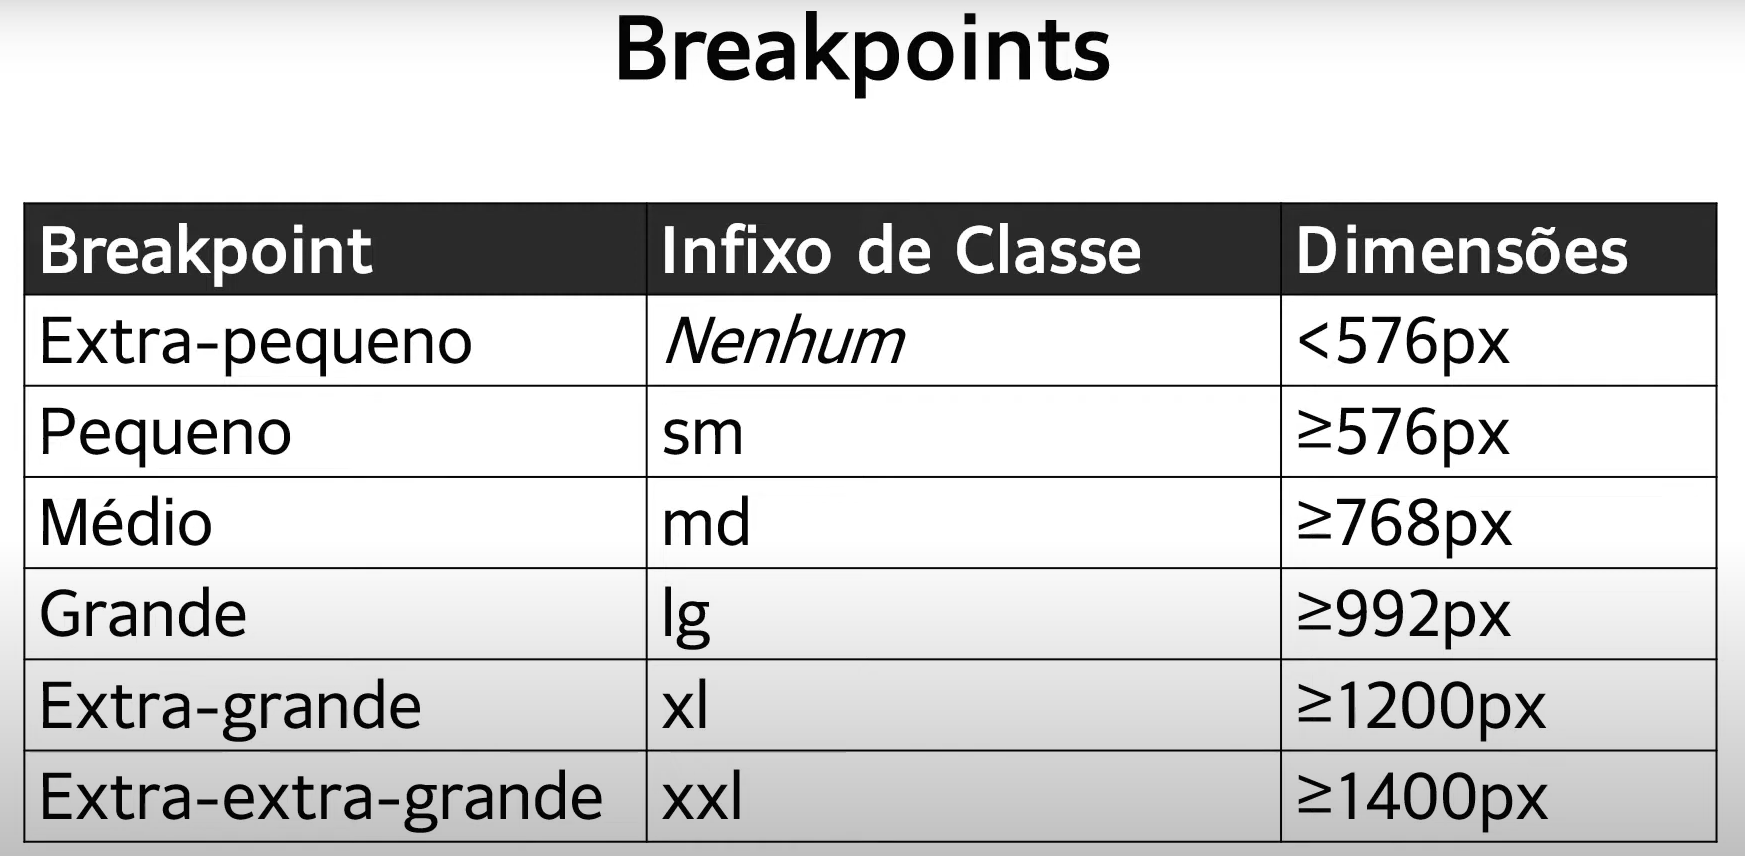 Breakpoints
Breakpoint Infixo de Classe Dimensões
Extra-pequeno Nenhum <576px
Pequeno sm ≥576px
Médio md ≥768px
Grande lg ≥992px
Extra-grande xl ≥1200px
Extra-extra-grande xxl ≥1400px